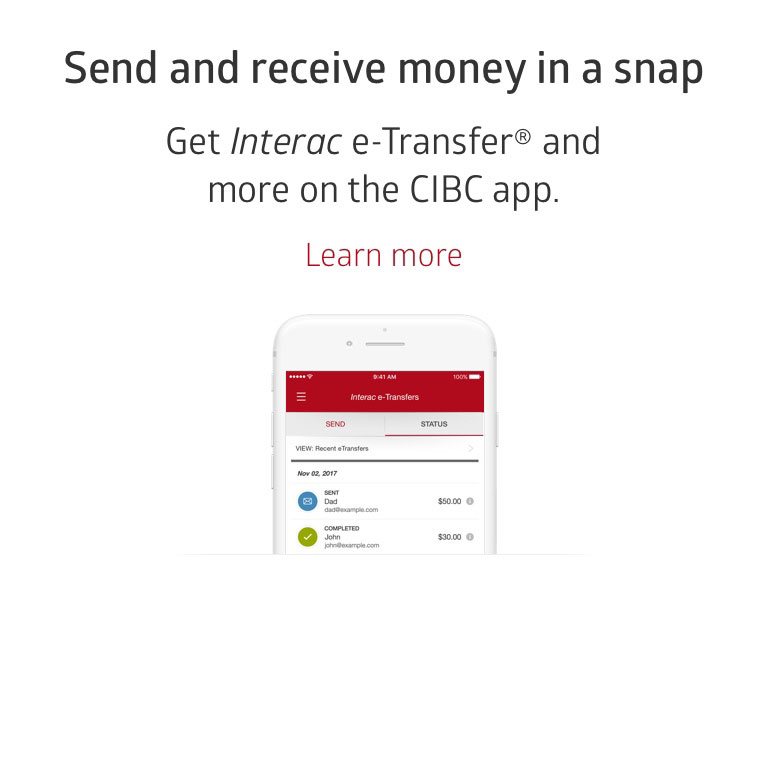 Send and receive money in a snap
Get Interac e-Transfer® and
more on the CIBC app.
Learn more
9:41 AM 100%
Interac e-Transfers
SEND STATUS
VIEW: Recent eTransfers
Nov 02, 2017
SENT
Dad $50.00
dad@example.com
COMPLETED
John $30.00
john@example.com